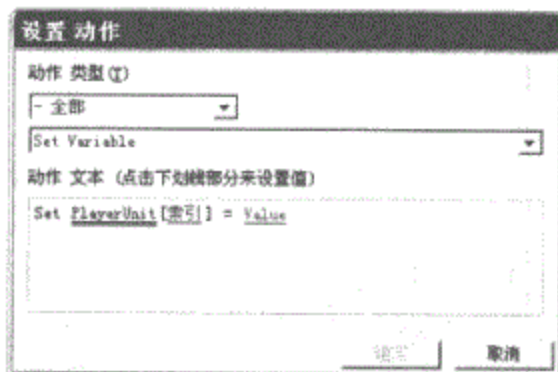 设置 动作
动作 类型(T)
- 全部
Set Variable
动作 文本 (点击下划线部分来设置值)
Set PlayerUnit[索引] = Value
取消